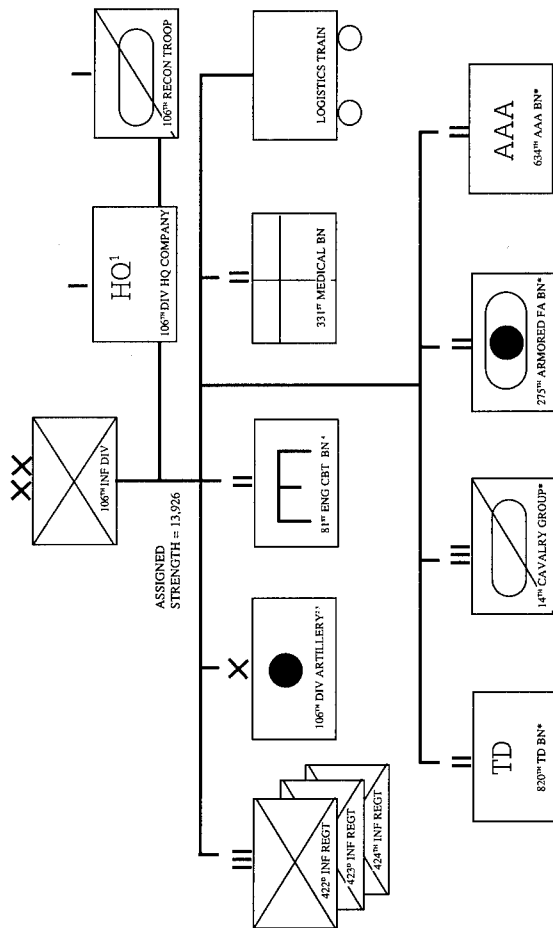 XX
106TH INF DIV
ASSIGNED
STRENGTH = 13,926
HQ1
106TH DIV HQ COMPANY
106TH RECON TROOP
422D INF REGT
423D INF REGT
424TH INF REGT
X
106TH DIV ARTILLERY
81ST ENG CBT BN
331ST MEDICAL BN
LOGISTICS TRAIN
TD
820TH TD BN*
14TH CAVALRY GROUP*
275TH ARMORED FA BN*
AAA
634TH AAA BN*